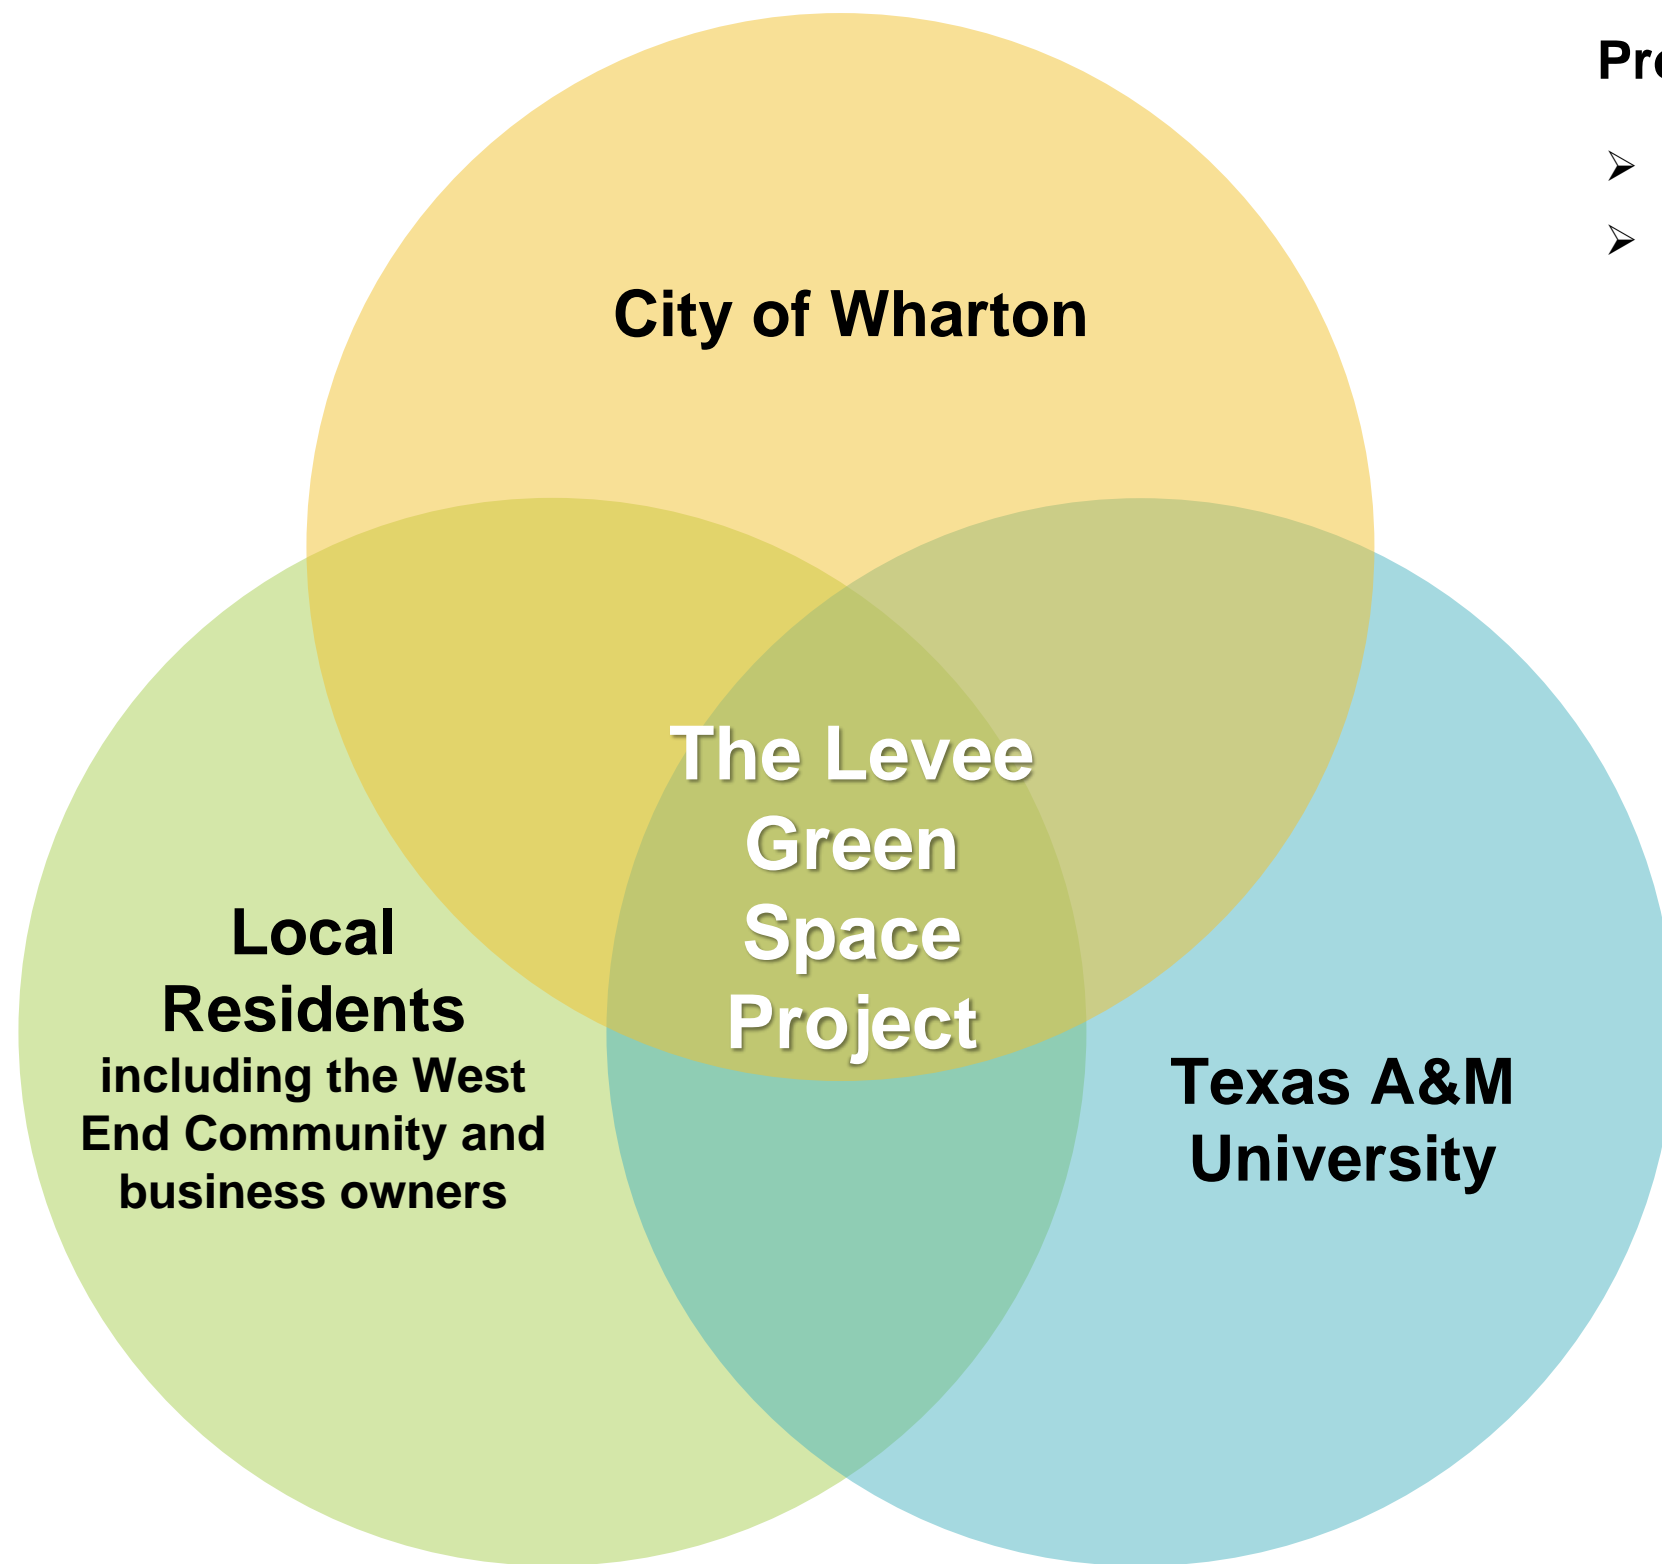 City of Wharton
The Levee
Green
Space
Project
Local
Residents
including the West
End Community and
business owners
Texas A&M
University